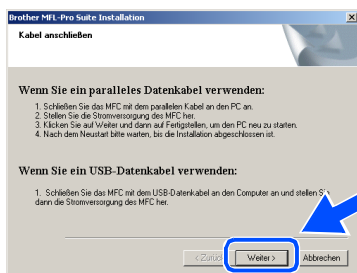 Brother MFL-Pro Suite Installation
Kabel anschließen
Wenn Sie ein paralleles Datenkabel verwenden:
1. Schließen Sie das MFC mit dem parallelen Kabel an den PC an.
2. Stellen Sie die Stromversorgung des MFC her.
3. Klicken Sie auf Weiter und dann auf Fertigstellen, um den PC neu zu starten.
4. Nach dem Neustart bitte warten, bis die Installation abgeschlossen ist.
Wenn Sie ein USB-Datenkabel verwenden:
1. Schließen Sie das MFC mit dem USB-Datenkabel an den Computer an und stellen Sie
dann die Stromversorgung des MFC her.
< Zurück Weiter > Abbrechen